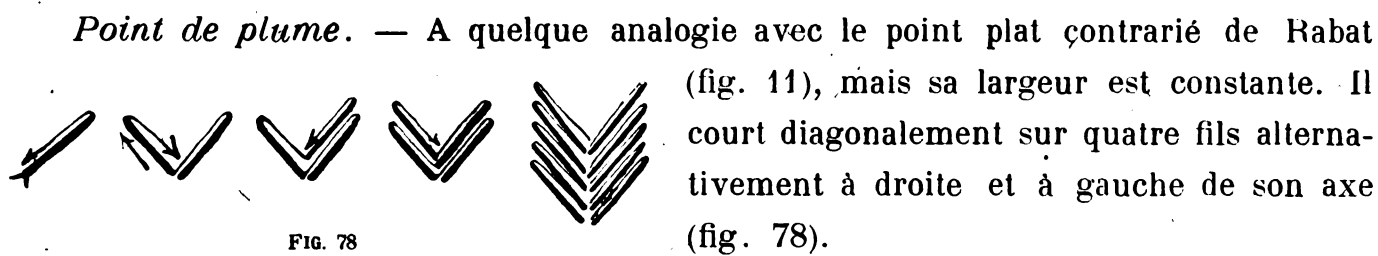 Point de plume. — A quelque analogie avec le point plat contrarié de Rabat
(fig. 11), mais sa largeur est constante. Il
court diagonalement sur quatre fils alterna-
tivement à droite et à gauche de son axe
(fig. 78).
FIG. 78